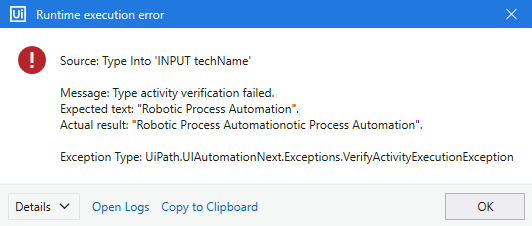 Ui Runtime execution error
Source: Type Into 'INPUT techName'
Message: Type activity verification failed.
Expected text: "Robotic Process Automation".
Actual result: "Robotic Process Automationotic Process Automation".
Exception Type: UiPath.UIAutomationNext.Exceptions.VerifyActivityExecutionException
Details Open Logs Copy to Clipboard OK